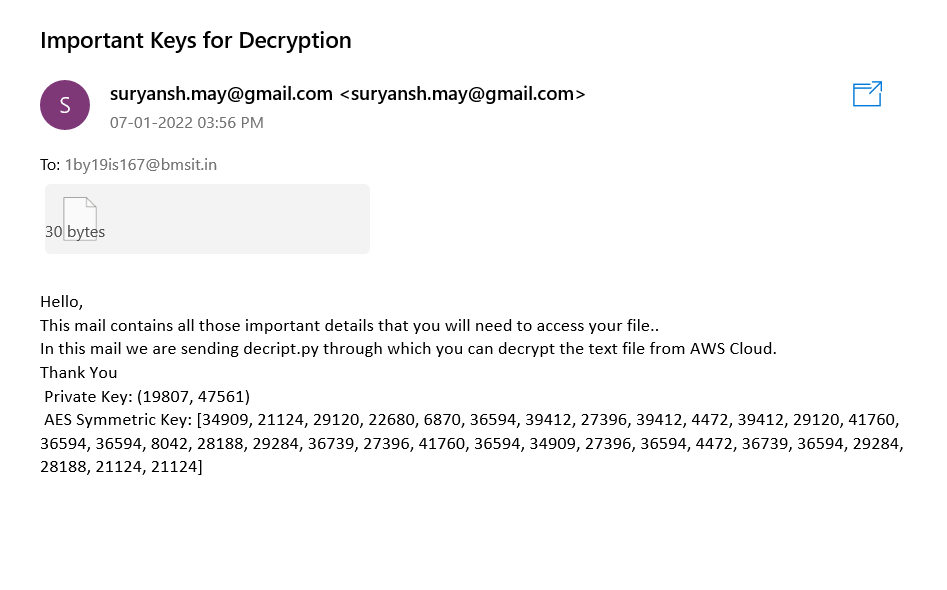 Important Keys for Decryption
S
suryansh.may@gmail.com <suryansh.may@gmail.com>
07-01-2022 03:56 PM
To: 1by19is167@bmsit.in
30 bytes
Hello,
This mail contains all those important details that you will need to access your file..
In this mail we are sending decript.py through which you can decrypt the text file from AWS Cloud.
Thank You
Private Key: (19807, 47561)
AES Symmetric Key: [34909, 21124, 29120, 22680, 6870, 36594, 39412, 27396, 39412, 4472, 39412, 29120, 41760,
36594, 36594, 8042, 28188, 29284, 36739, 27396, 41760, 36594, 34909, 27396, 36594, 4472, 36739, 36594, 29284,
28188, 21124, 21124]